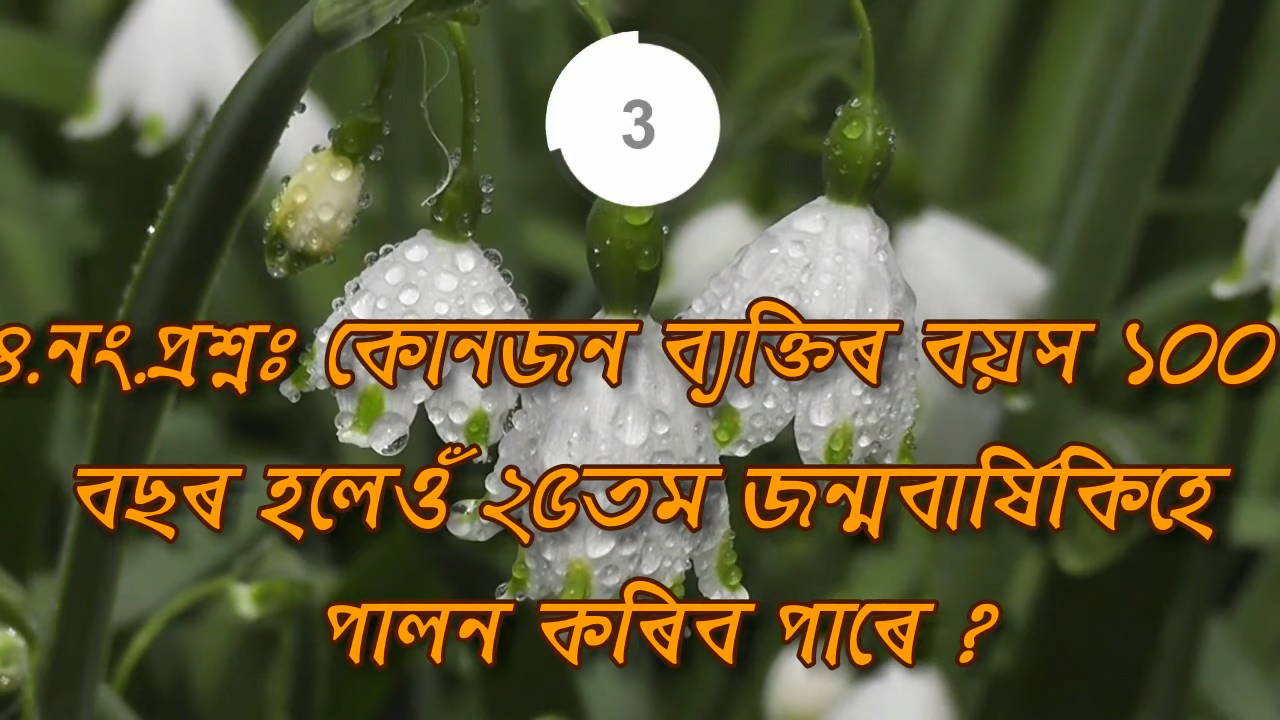 3
৪.নং.প্ৰশ্নঃ কোনজন ব্যক্তিৰ বয়স ১০০
বছৰ হলেওঁ ২৫তম জন্মবাৰ্ষিকিহে
পালন কৰিব পাৰে ?